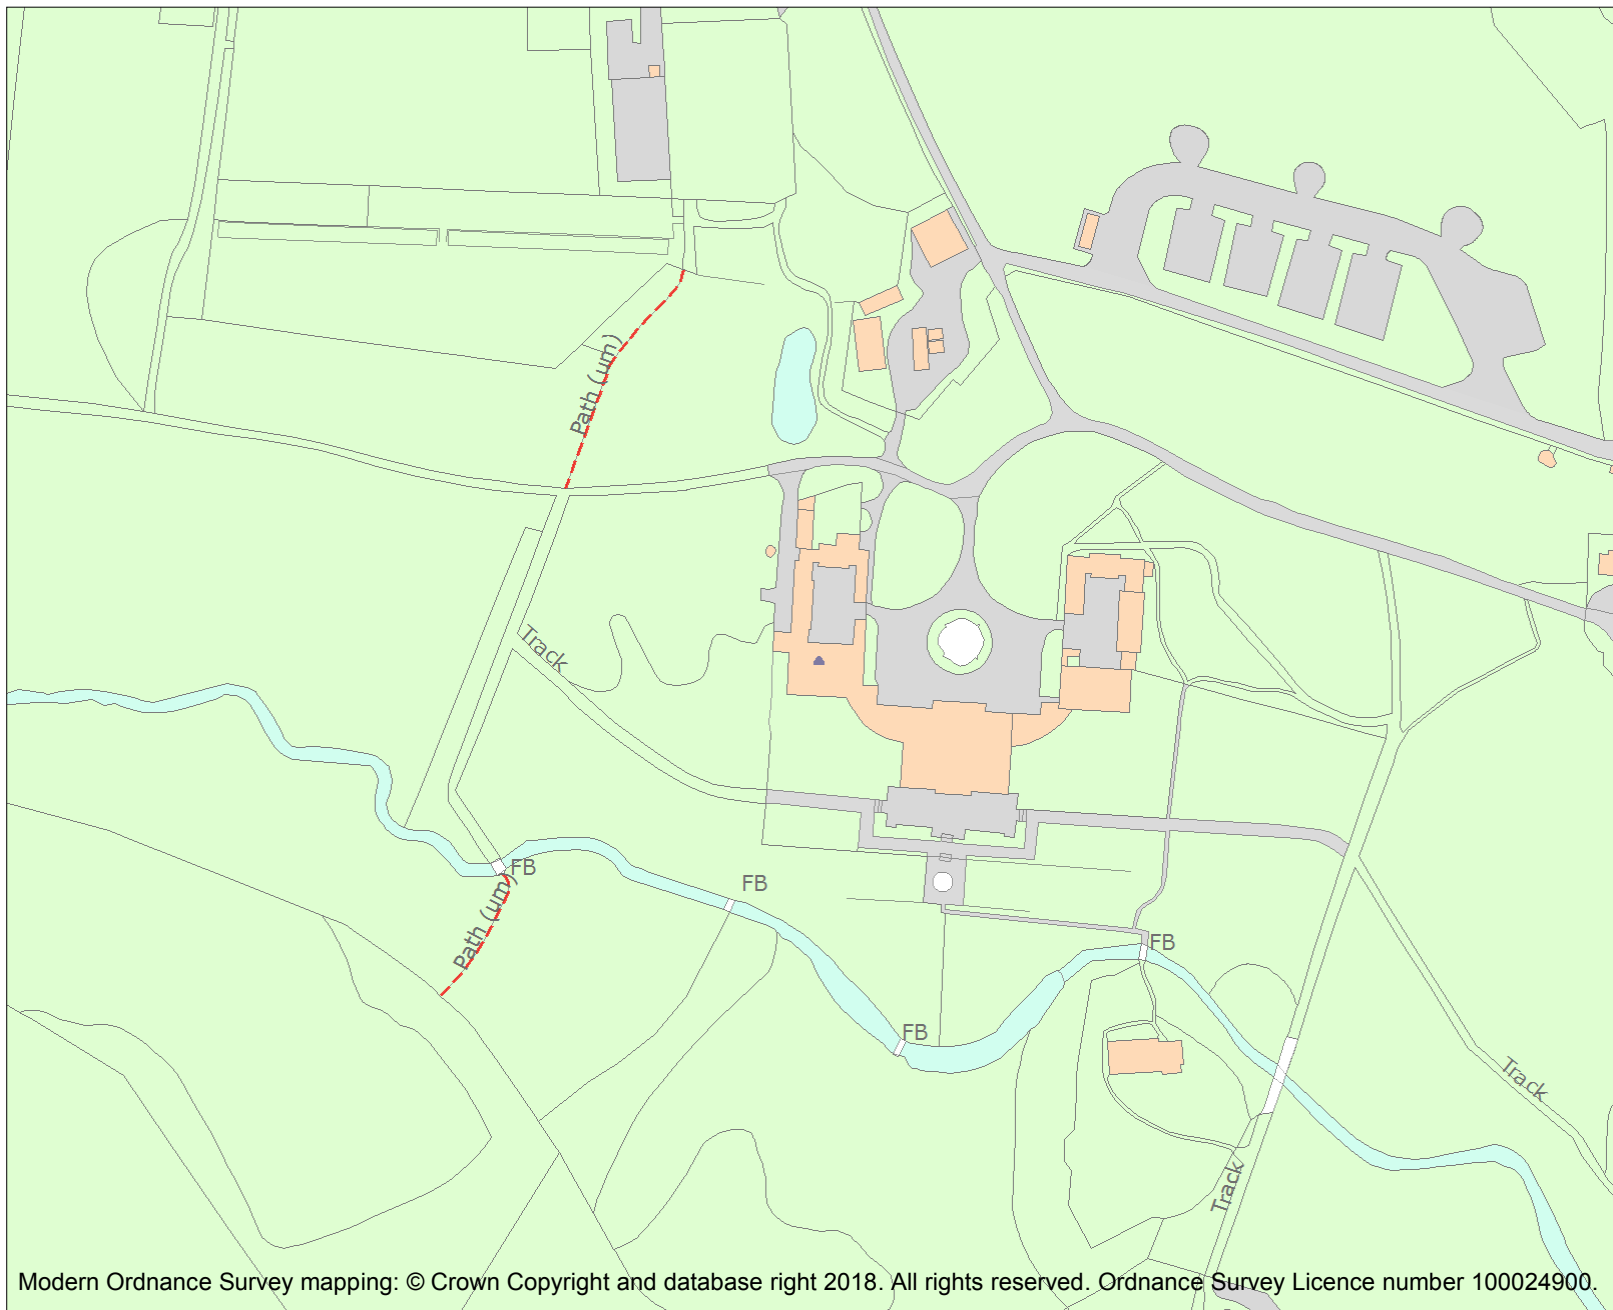 Path (um)
Track
FB
Path (um)
FB
FB
FB
Track
Track
Modern Ordnance Survey mapping: © Crown Copyright and database right 2018. All rights reserved. Ordnance Survey Licence number 100024900.